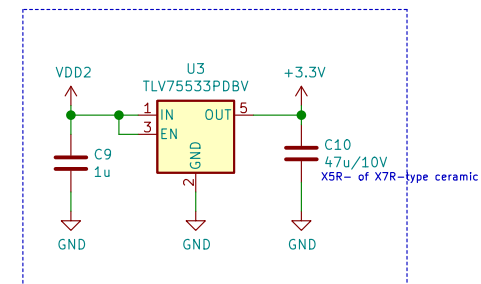 VDD2
U3
TLV75533PDBV
+3.3V
1
IN
OUT
5
3
EN
GND
2
C9
1u
C10
47u/10V
X5R- of X7R-type ceramic
GND
GND
GND